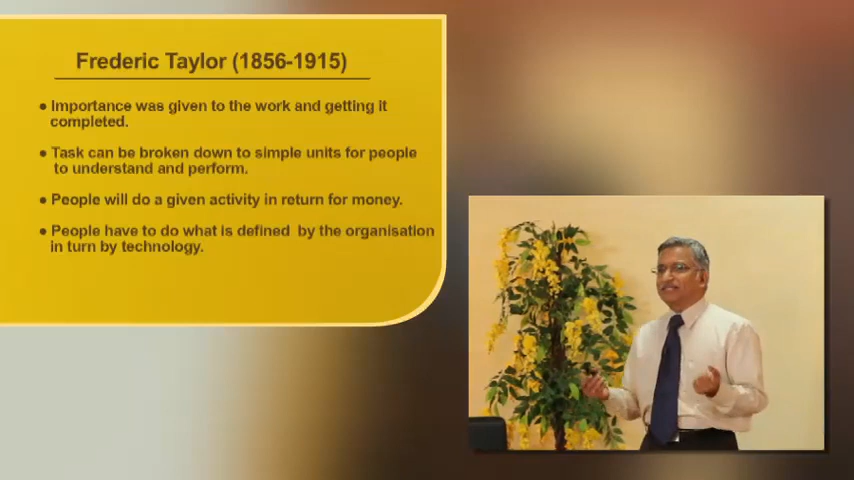 Frederic Taylor (1856-1915)
● Importance was given to the work and getting it
completed.
● Task can be broken down to simple units for people
to understand and perform.
● People will do a given activity in return for money.
● People have to do what is defined by the organisation
in turn by technology.